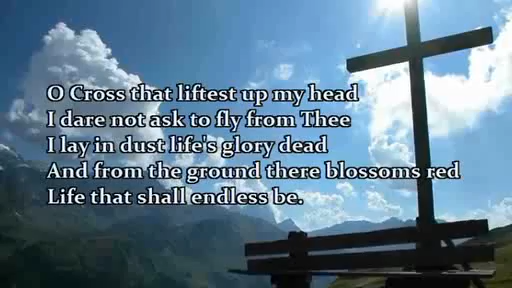 O Cross that liftest up my head
I dare not ask to fly from Thee
I lay in dust life's glory dead
And from the ground there blossoms red
Life that shall endless be.